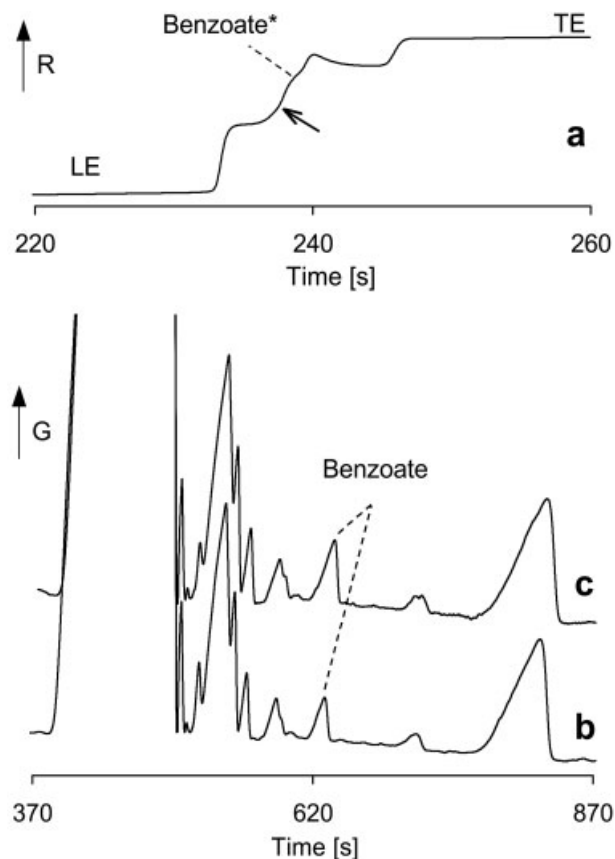 Benzoate*
TE
R
LE
a
220
240
260
Time [s]
G
Benzoate
c
b
370
620
870
Time [s]